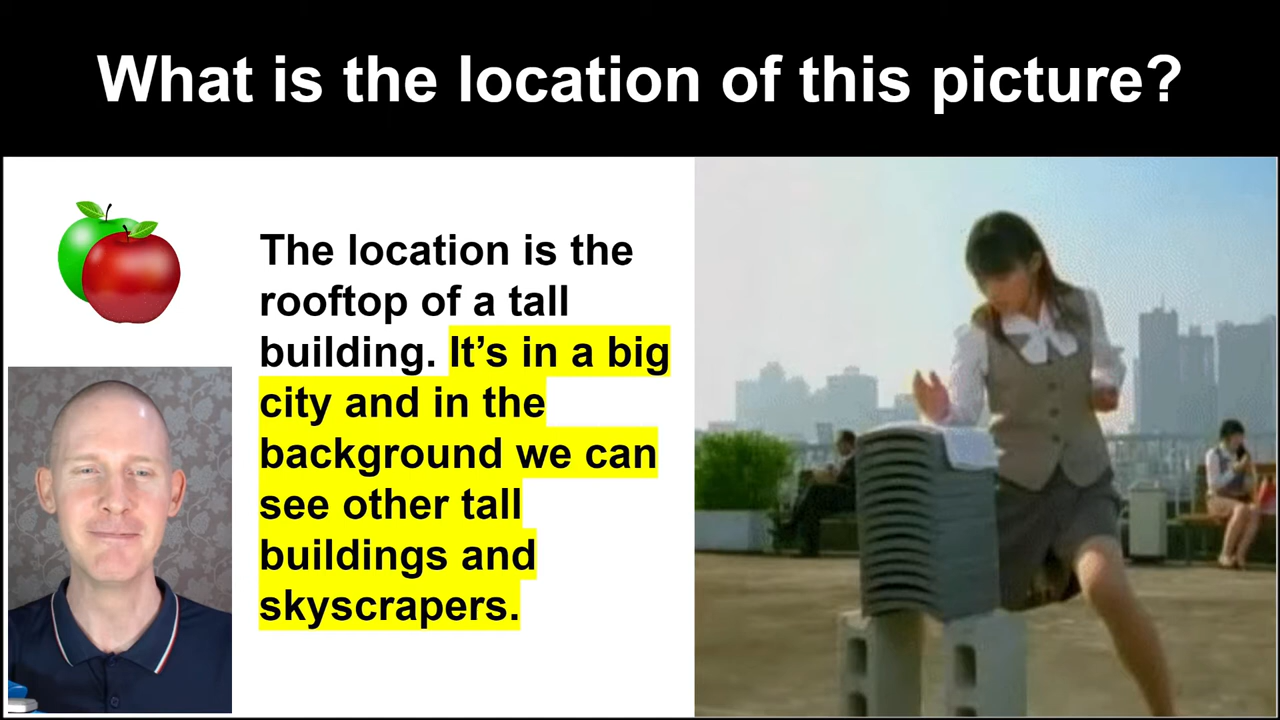 What is the location of this picture?
The location is the
rooftop of a tall
building. It’s in a big
city and in the
background we can
see other tall
buildings and
skyscrapers.